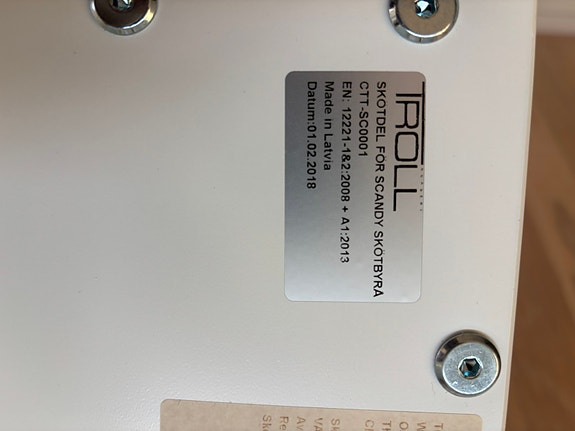 TROLL
SKÖTDEL FÖR SCANDY SKÖTBYRÅ
CTT-SC0001
EN: 12221-1&2:2008 + A1:2013
Made in Latvia
Datum:01.02.2018